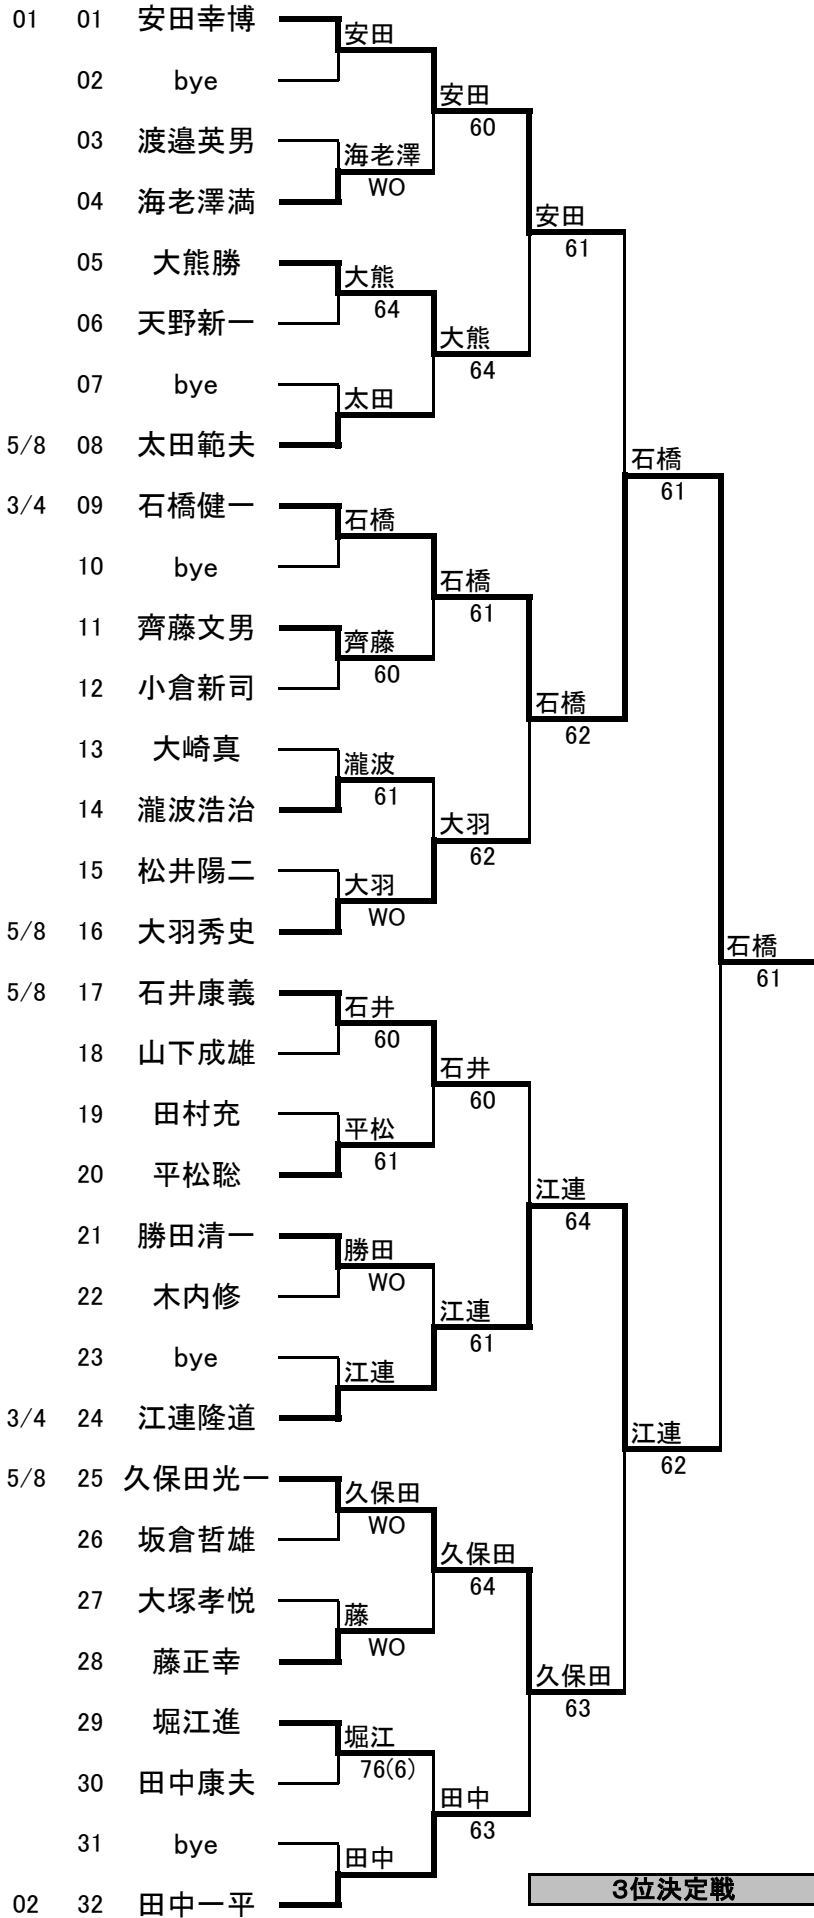 01 01 安田幸博
安田
02 bye
安田
60
03 渡邉英男
海老澤
WO
04 海老澤満
安田
61
05 大熊勝
大熊
64
06 天野新一
大熊
64
07 bye
太田
5/8 08 太田範夫
石橋
61
3/4 09 石橋健一
石橋
10 bye
石橋
61
11 齊藤文男
齊藤
60
12 小倉新司
石橋
62
13 大崎真
瀧波
61
14 瀧波浩治
大羽
62
15 松井陽二
大羽
WO
5/8 16 大羽秀史
石橋
61
5/8 17 石井康義
石井
60
18 山下成雄
石井
60
19 田村充
平松
61
20 平松聡
江連
64
21 勝田清一
勝田
WO
22 木内修
江連
61
23 bye
江連
3/4 24 江連隆道
江連
62
5/8 25 久保田光一
久保田
WO
26 坂倉哲雄
久保田
64
27 大塚孝悦
藤
WO
28 藤正幸
久保田
63
29 堀江進
堀江
76(6)
30 田中康夫
田中
63
31 bye
田中
02 32 田中一平
3位決定戦